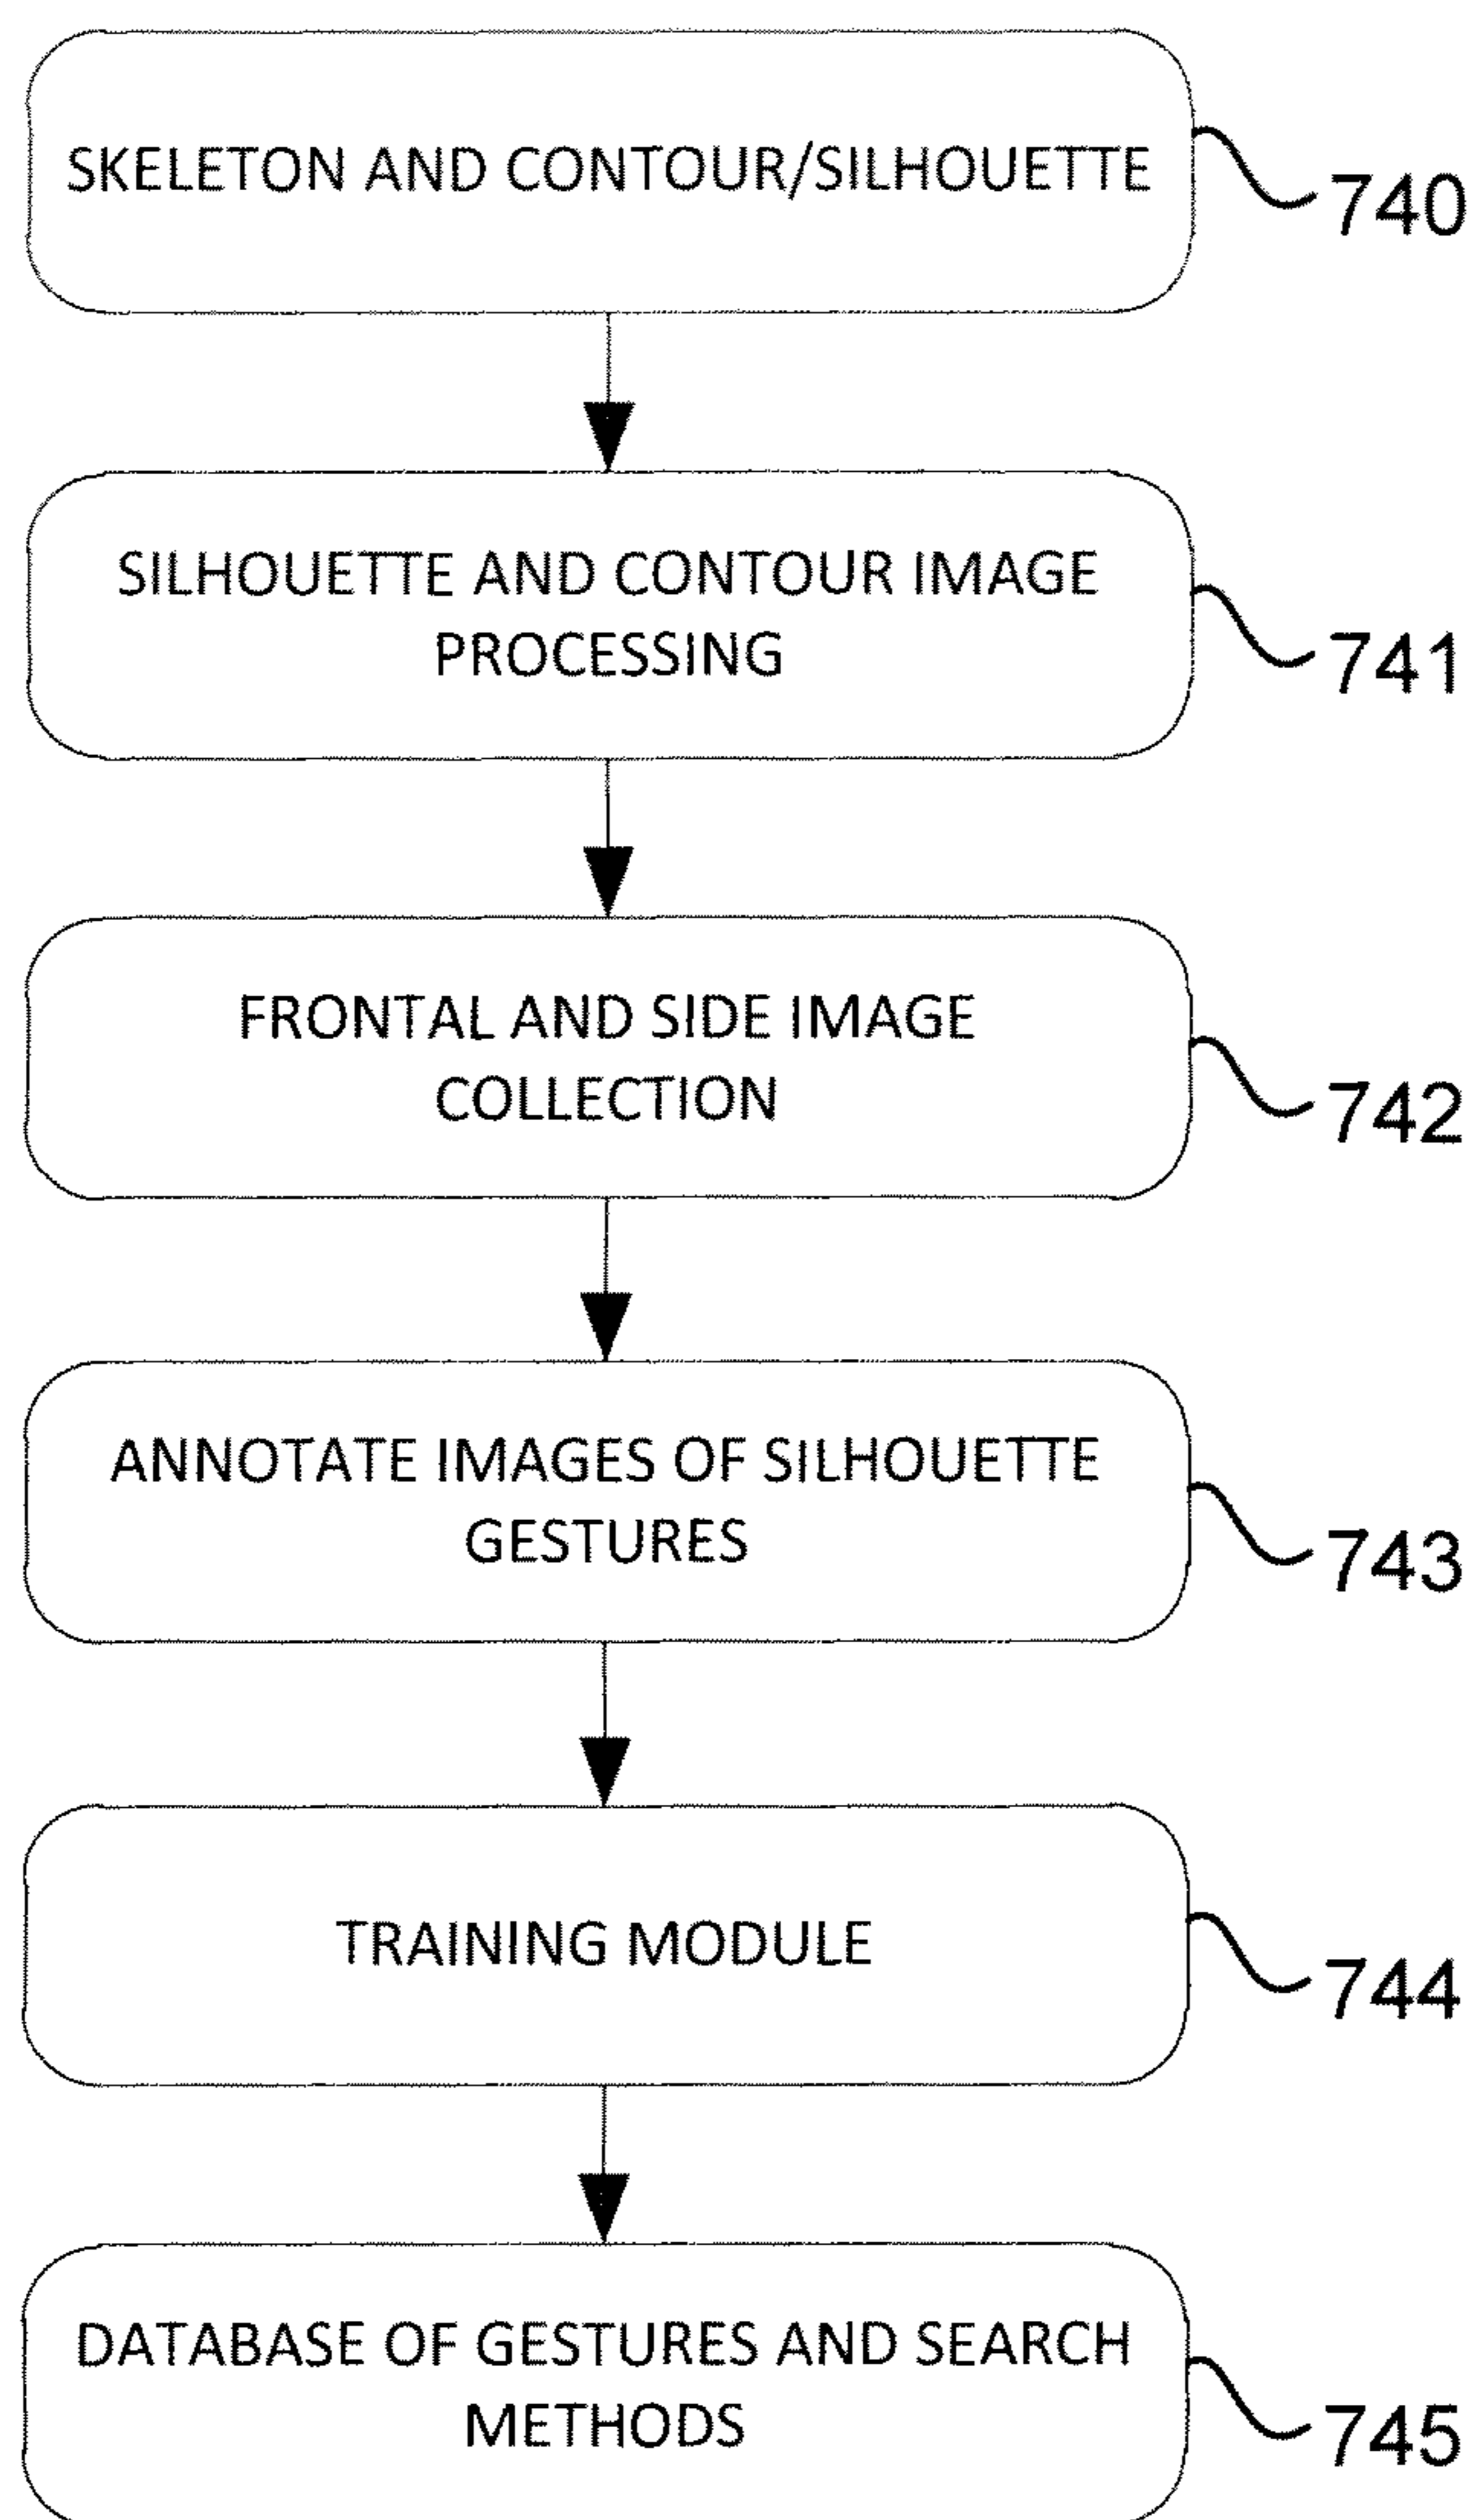 SKELETON AND CONTOUR/SILHOUETTE
740
SILHOUETTE AND CONTOUR IMAGE
PROCESSING
741
FRONTAL AND SIDE IMAGE
COLLECTION
742
ANNOTATE IMAGES OF SILHOUETTE
GESTURES
743
TRAINING MODULE
744
DATABASE OF GESTURES AND SEARCH
METHODS
745